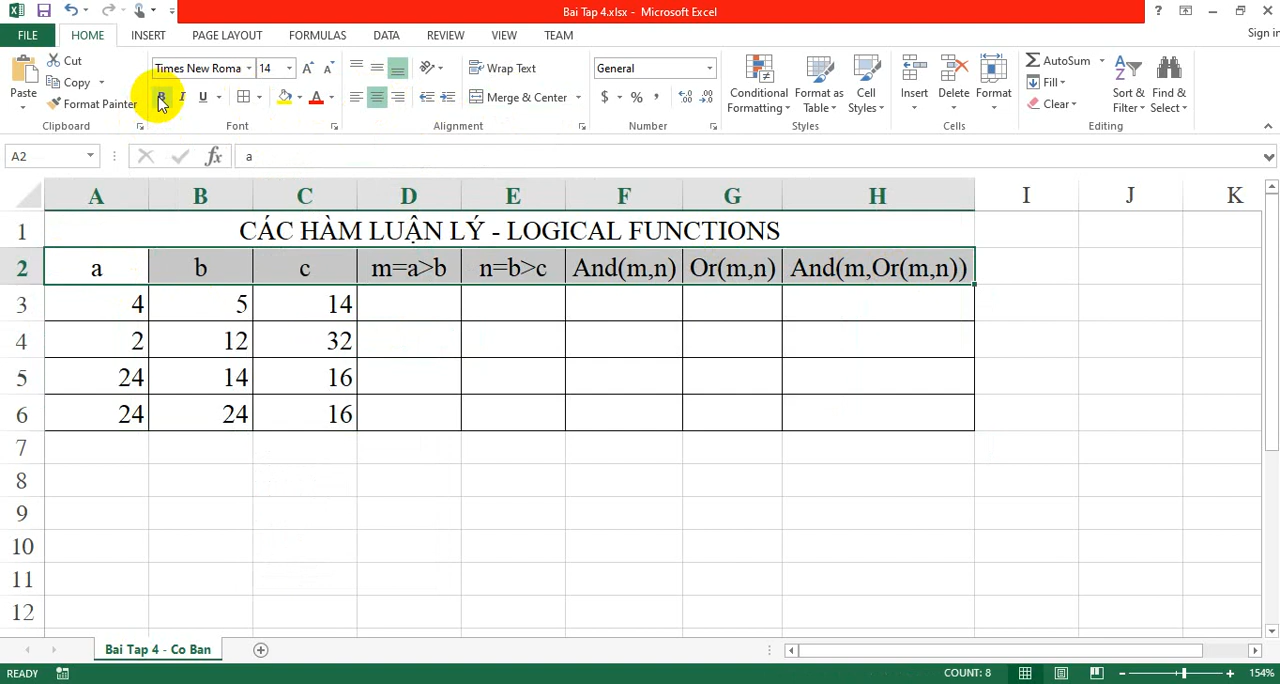 Bai Tap 4.xlsx - Microsoft Excel
FILE HOME INSERT PAGE LAYOUT FORMULAS DATA REVIEW VIEW TEAM Sign in
Paste Cut Copy Format Painter Clipboard
Times New Roma 14 B I U A Font
Wrap Text Merge & Center Alignment
General $ % , Number
Conditional Formatting Format as Table Cell Styles Styles
Insert Delete Format Cells
AutoSum Fill Clear Sort & Filter Find & Select Editing
A2 fx a
A B C D E F G H I J K
1 CÁC HÀM LUẬN LÝ - LOGICAL FUNCTIONS
2 a b c m=a>b n=b>c And(m,n) Or(m,n) And(m,Or(m,n))
3 4 5 14
4 2 12 32
5 24 14 16
6 24 24 16
7
8
9
10
11
12
Bai Tap 4 - Co Ban
READY COUNT: 8 154%